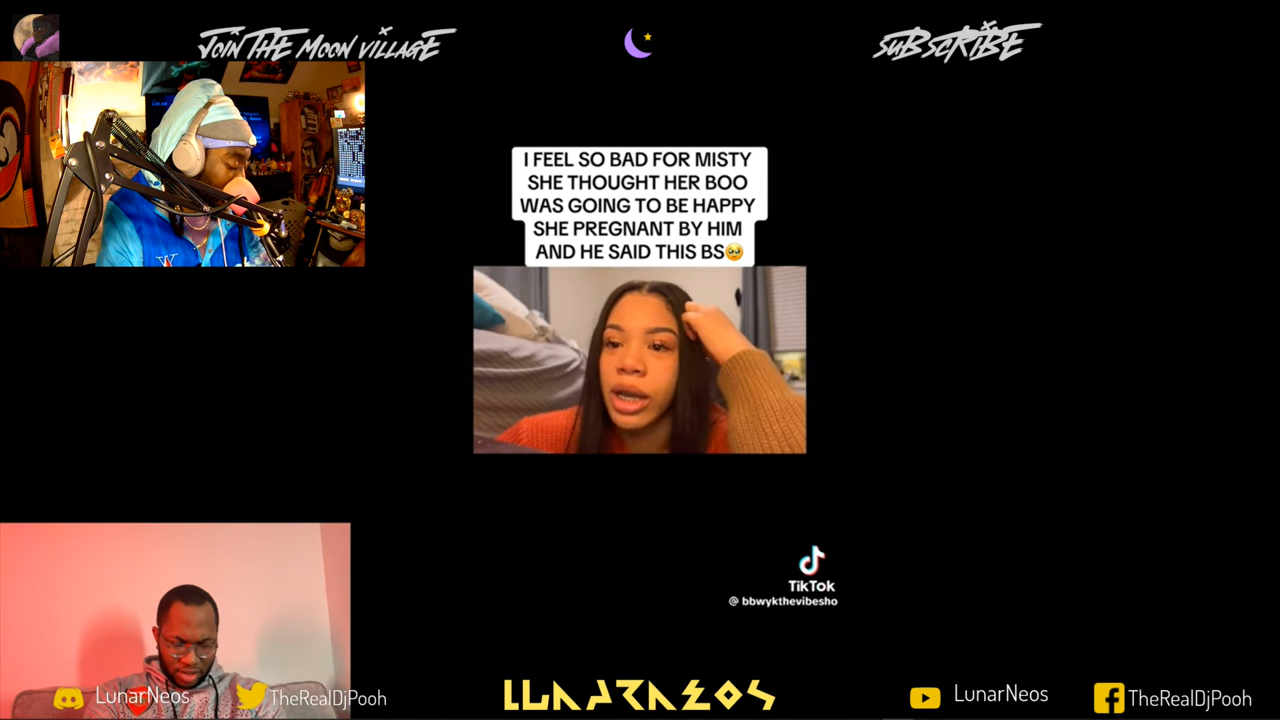 JOIN THE MOON VILLAGE
SUBSCRIBE
I FEEL SO BAD FOR MISTY
SHE THOUGHT HER BOO
WAS GOING TO BE HAPPY
SHE PREGNANT BY HIM
AND HE SAID THIS BS🥹
W
TikTok
@ bbwykthevibesho
LunarNeos
TheRealDjPooh
LUNARNEOS
LunarNeos
TheRealDjPooh